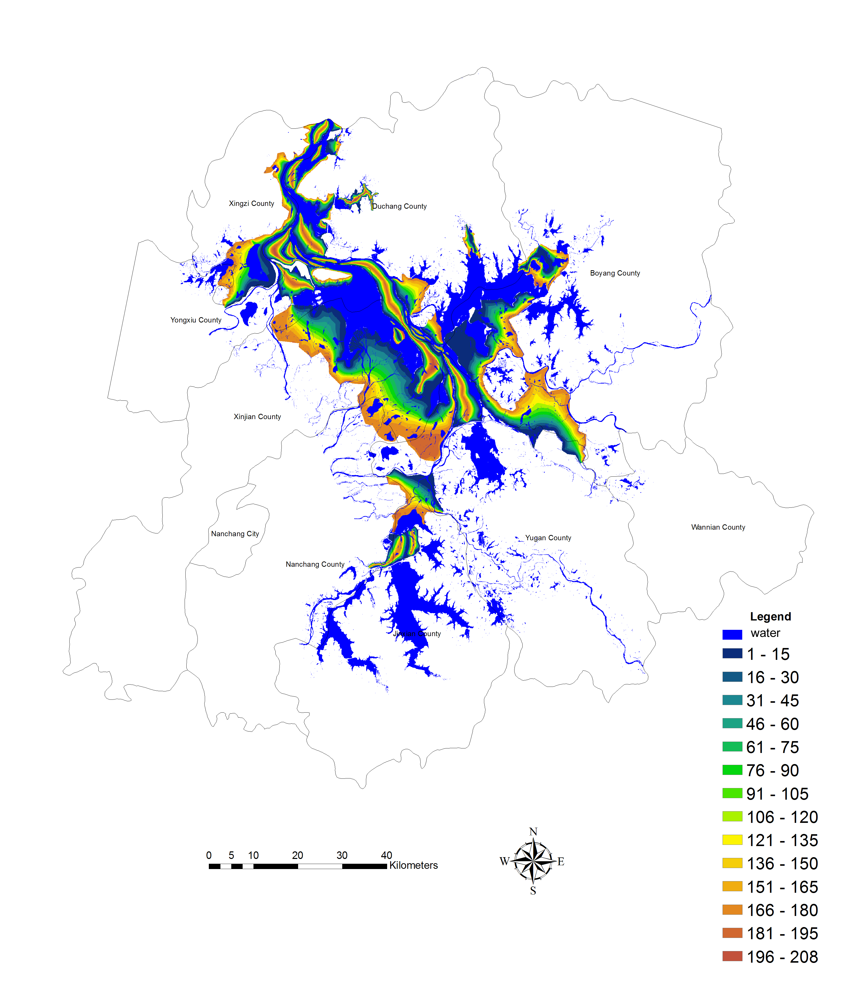 Xingzi County
Duchang County
Boyang County
Yongxiu County
Xinjian County
Wannian County
Nanchang City
Yugan County
Nanchang County
Jinxian County
Legend
water
1 - 15
16 - 30
31 - 45
46 - 60
61 - 75
76 - 90
91 - 105
106 - 120
121 - 135
136 - 150
151 - 165
166 - 180
181 - 195
196 - 208
0 5 10 20 30 40
Kilometers
N
W E
S